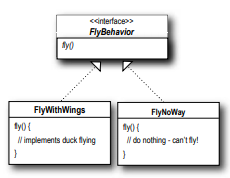 <<interface>>
FlyBehavior
fly()
FlyWithWings
fly() {
// implements duck flying
}
FlyNoWay
fly() {
// do nothing - can't fly!
}